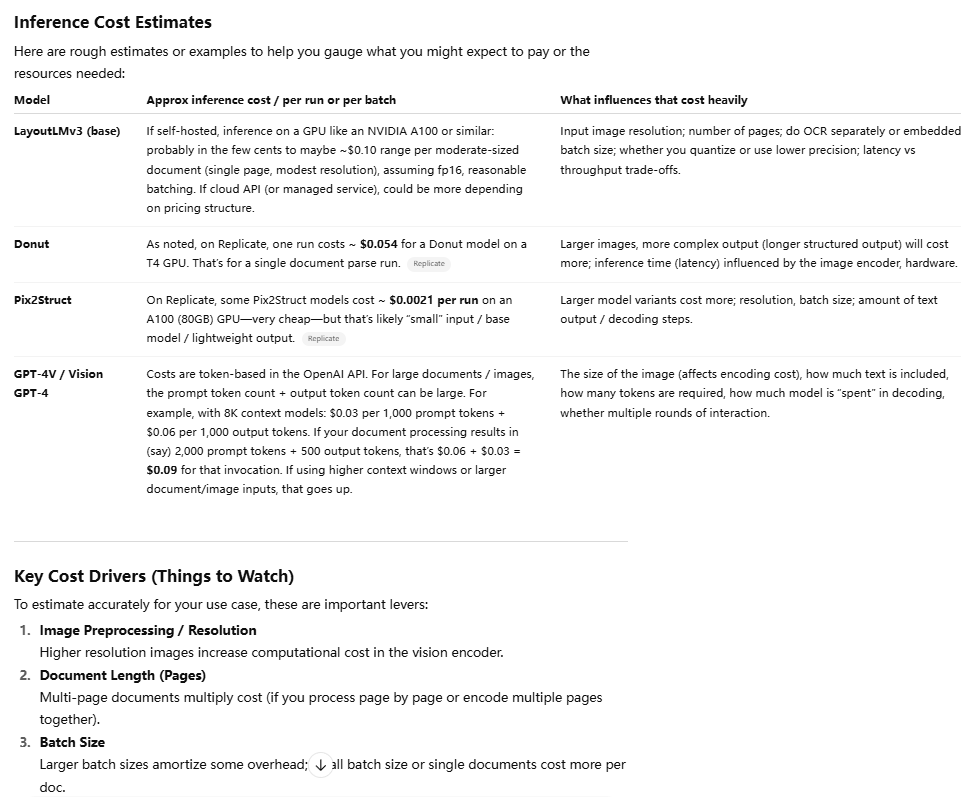 Inference Cost Estimates
Here are rough estimates or examples to help you gauge what you might expect to pay or the
resources needed:
Model
Approx inference cost / per run or per batch
What influences that cost heavily
LayoutLMv3 (base)
If self-hosted, inference on a GPU like an NVIDIA A100 or similar:
probably in the few cents to maybe ~$0.10 range per moderate-sized
document (single page, modest resolution), assuming fp16, reasonable
batching. If cloud API (or managed service), could be more depending
on pricing structure.
Input image resolution; number of pages; do OCR separately or embedded
batch size; whether you quantize or use lower precision; latency vs
throughput trade-offs.
Donut
As noted, on Replicate, one run costs ~ $0.054 for a Donut model on a
T4 GPU. That's for a single document parse run. Replicate
Larger images, more complex output (longer structured output) will cost
more; inference time (latency) influenced by the image encoder, hardware.
Pix2Struct
On Replicate, some Pix2Struct models cost ~ $0.0021 per run on an
A100 (80GB) GPU—very cheap—but that's likely "small" input / base
model / lightweight output. Replicate
Larger model variants cost more; resolution, batch size; amount of text
output / decoding steps.
GPT-4V / Vision
GPT-4
Costs are token-based in the OpenAI API. For large documents / images,
the prompt token count + output token count can be large. For
example, with 8K context models: $0.03 per 1,000 prompt tokens +
$0.06 per 1,000 output tokens. If your document processing results in
(say) 2,000 prompt tokens + 500 output tokens, that's $0.06 + $0.03 =
$0.09 for that invocation. If using higher context windows or larger
document/image inputs, that goes up.
The size of the image (affects encoding cost), how much text is included,
how many tokens are required, how much model is "spent" in decoding,
whether multiple rounds of interaction.
Key Cost Drivers (Things to Watch)
To estimate accurately for your use case, these are important levers:
1. Image Preprocessing / Resolution
Higher resolution images increase computational cost in the vision encoder.
2. Document Length (Pages)
Multi-page documents multiply cost (if you process page by page or encode multiple pages
together).
3. Batch Size
Larger batch sizes amortize some overhead; all batch size or single documents cost more per
doc.